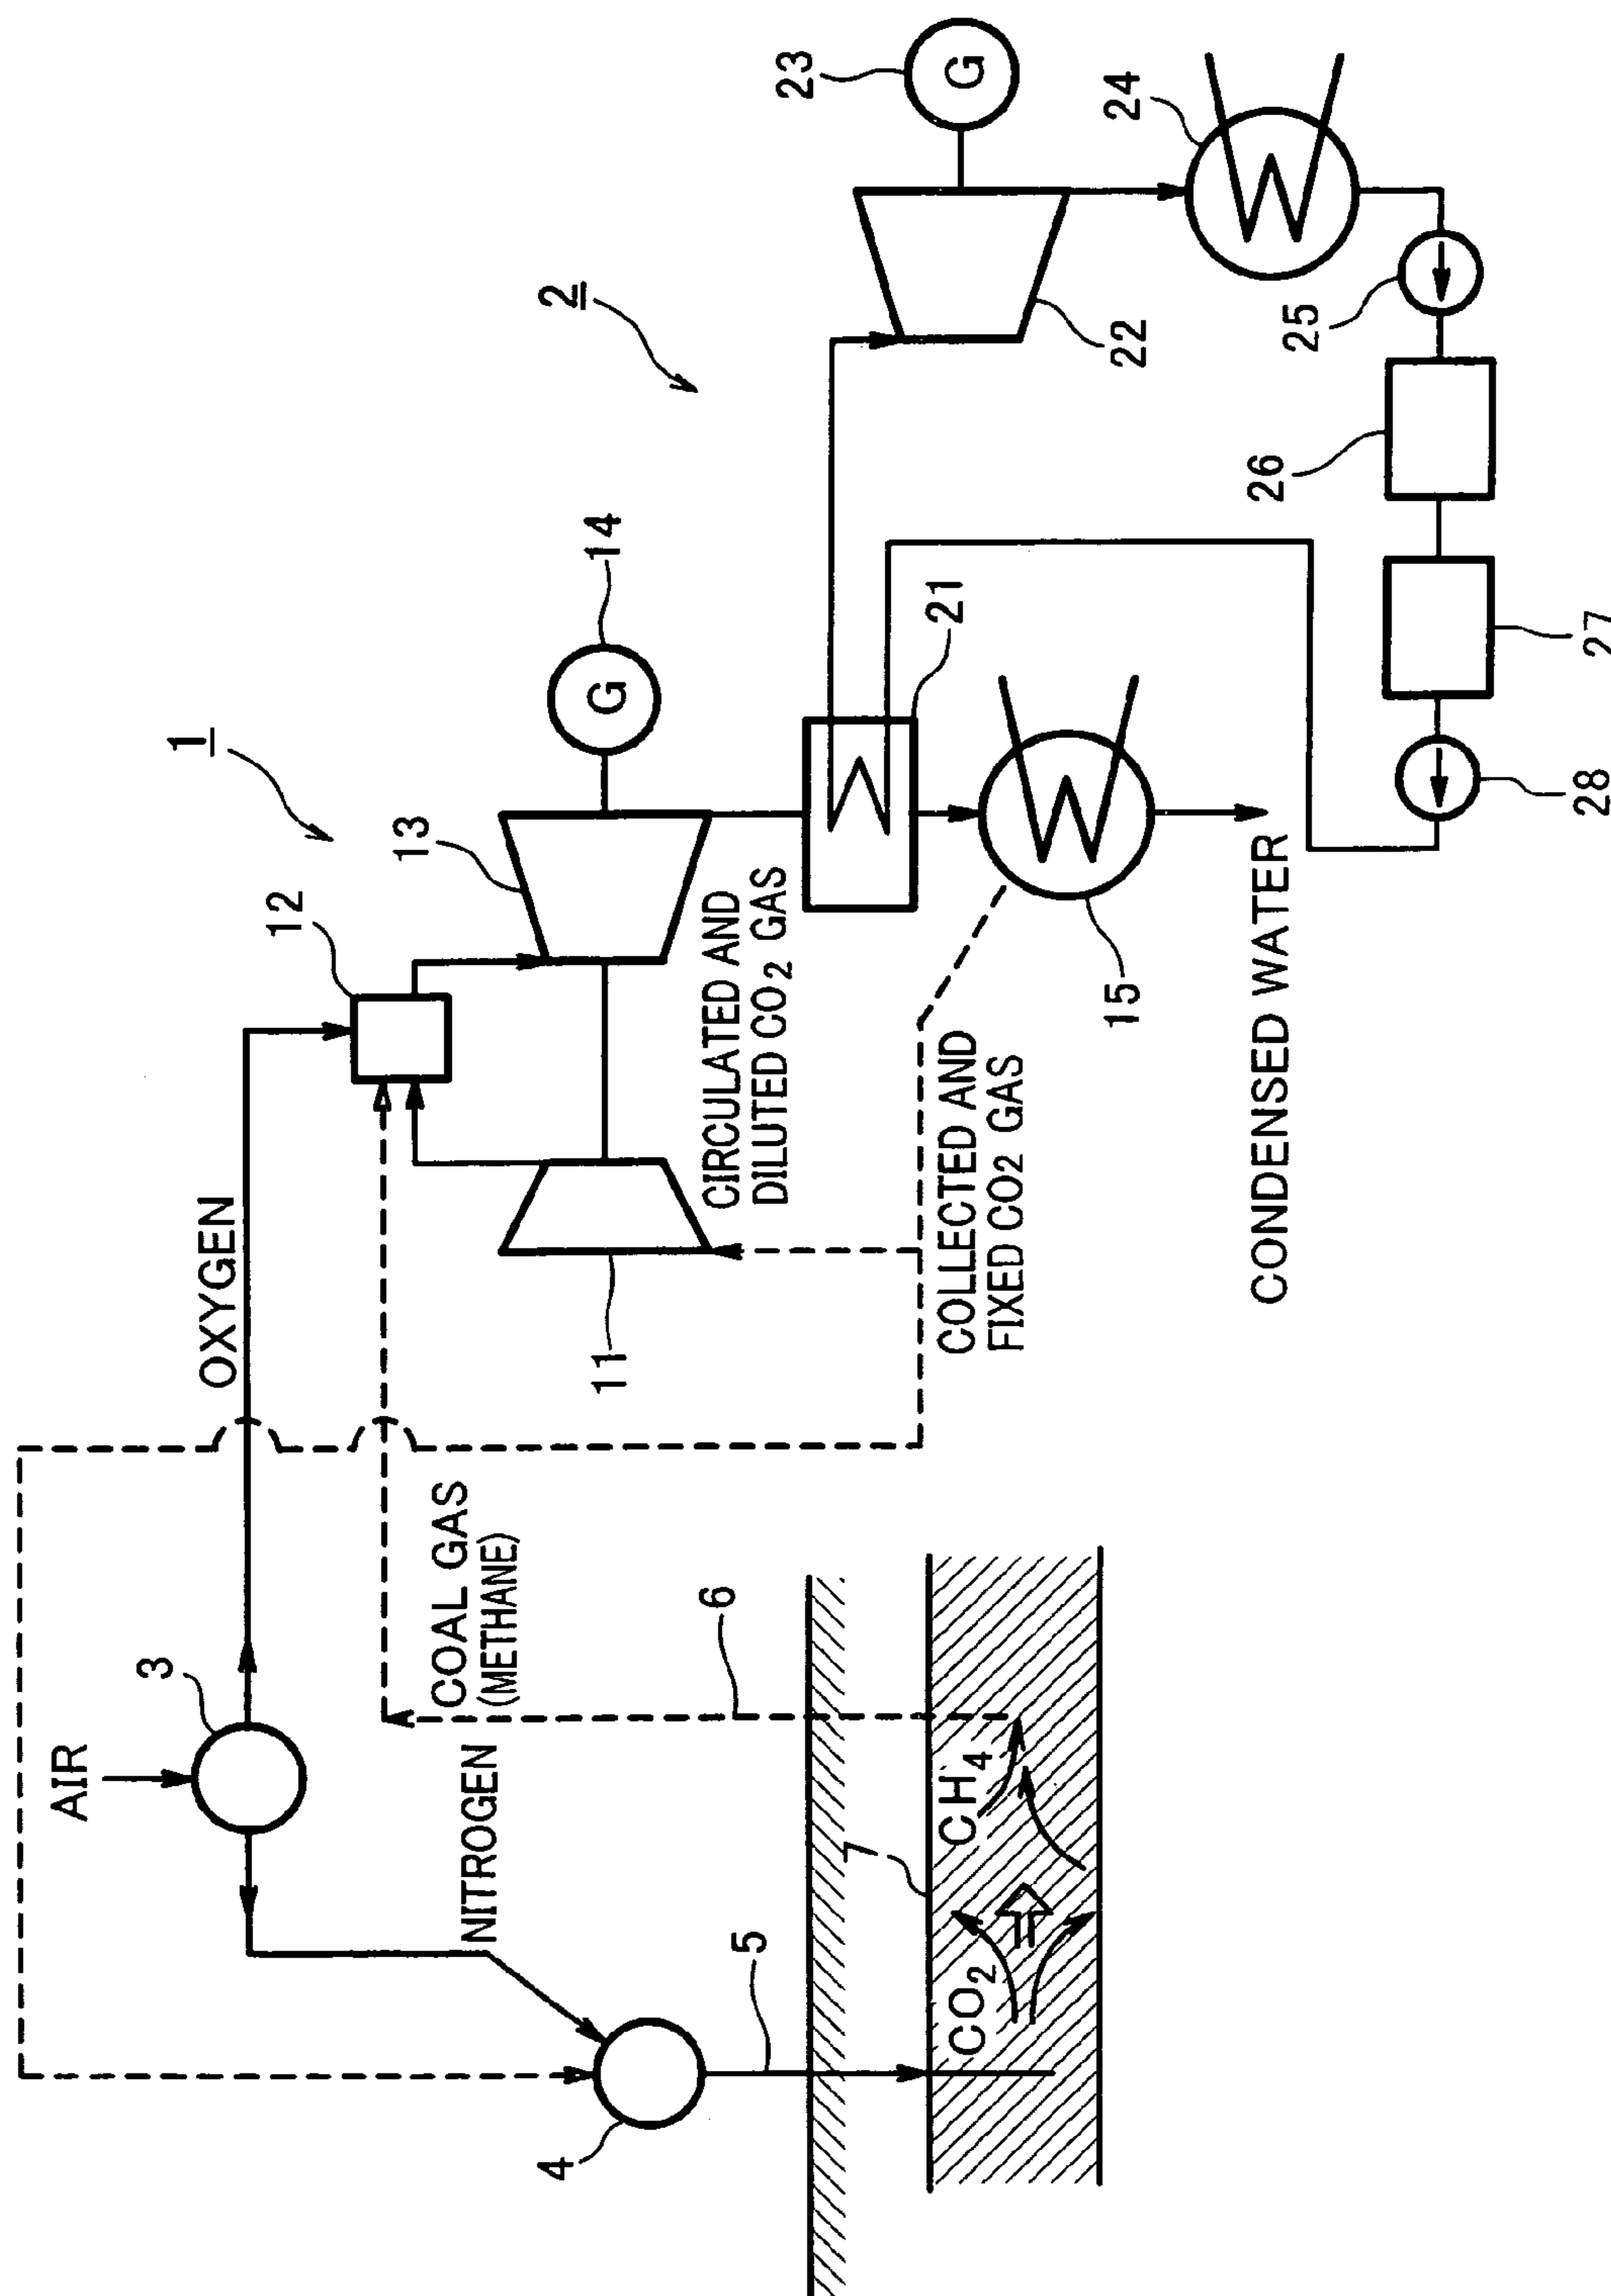 1
2
AIR
3
OXYGEN
12
13
14
G
23
G
COAL GAS
(METHANE)
NITROGEN
4
5
6
11
CIRCULATED AND
DILUTED CO2 GAS
21
22
24
7
CO2
CH4
COLLECTED AND
FIXED CO2 GAS
15
CONDENSED WATER
25
26
27
28